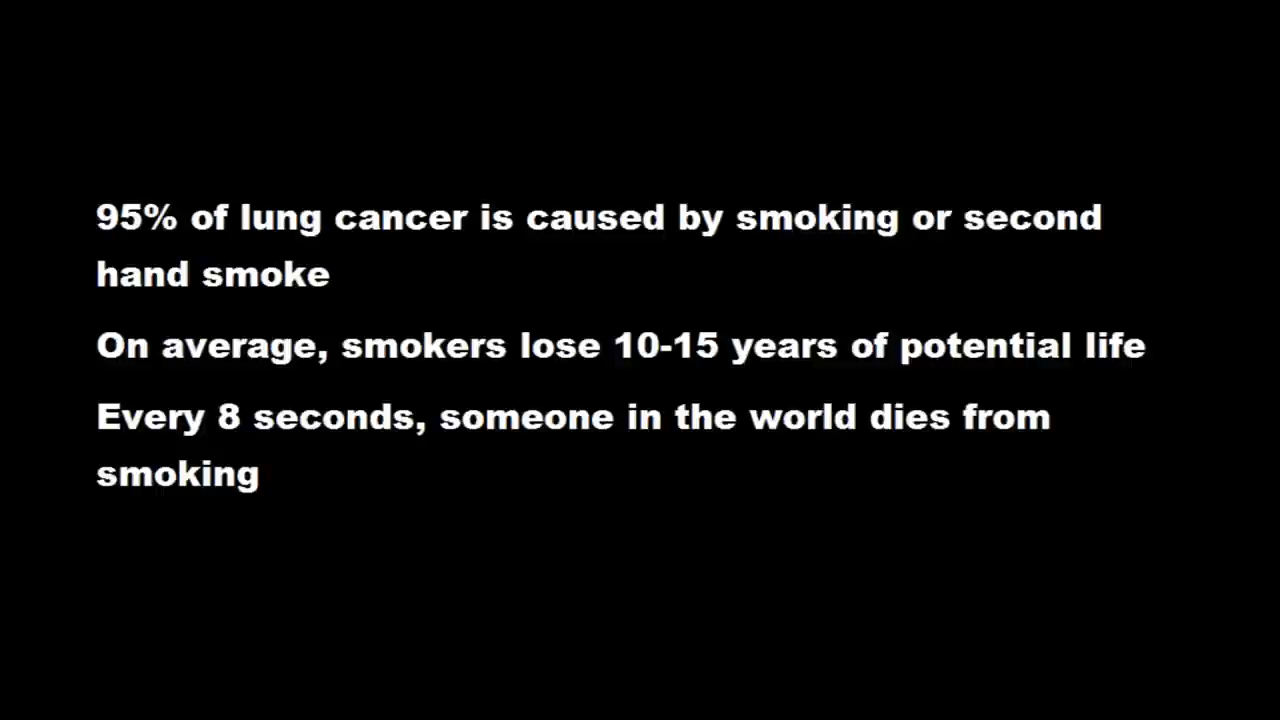 95% of lung cancer is caused by smoking or second
hand smoke
On average, smokers lose 10-15 years of potential life
Every 8 seconds, someone in the world dies from
smoking